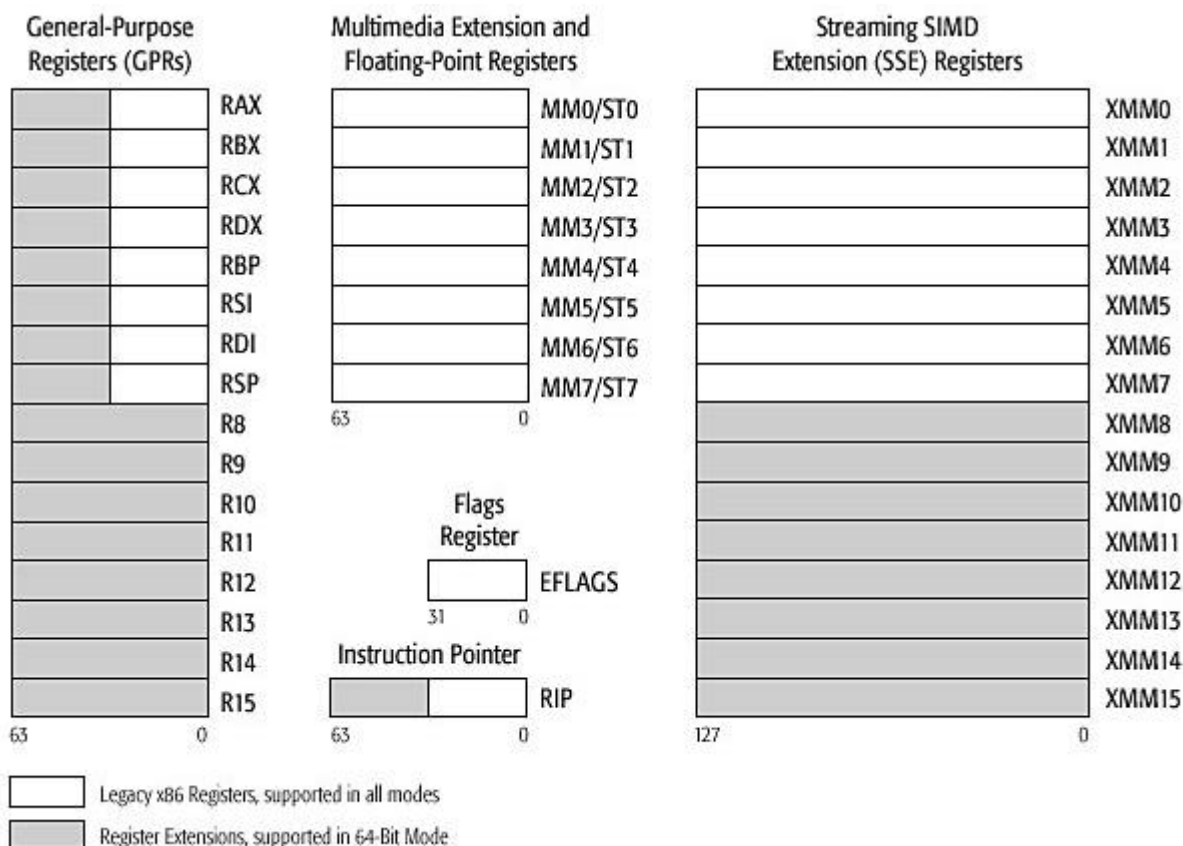 General-Purpose
Registers (GPRs)
RAX
RBX
RCX
RDX
RBP
RSI
RDI
RSP
R8
R9
R10
R11
R12
R13
R14
R15
63 0
Multimedia Extension and
Floating-Point Registers
MM0/ST0
MM1/ST1
MM2/ST2
MM3/ST3
MM4/ST4
MM5/ST5
MM6/ST6
MM7/ST7
63 0
Flags
Register
EFLAGS
31 0
Instruction Pointer
RIP
63 0
Streaming SIMD
Extension (SSE) Registers
XMM0
XMM1
XMM2
XMM3
XMM4
XMM5
XMM6
XMM7
XMM8
XMM9
XMM10
XMM11
XMM12
XMM13
XMM14
XMM15
127 0
Legacy x86 Registers, supported in all modes
Register Extensions, supported in 64-Bit Mode